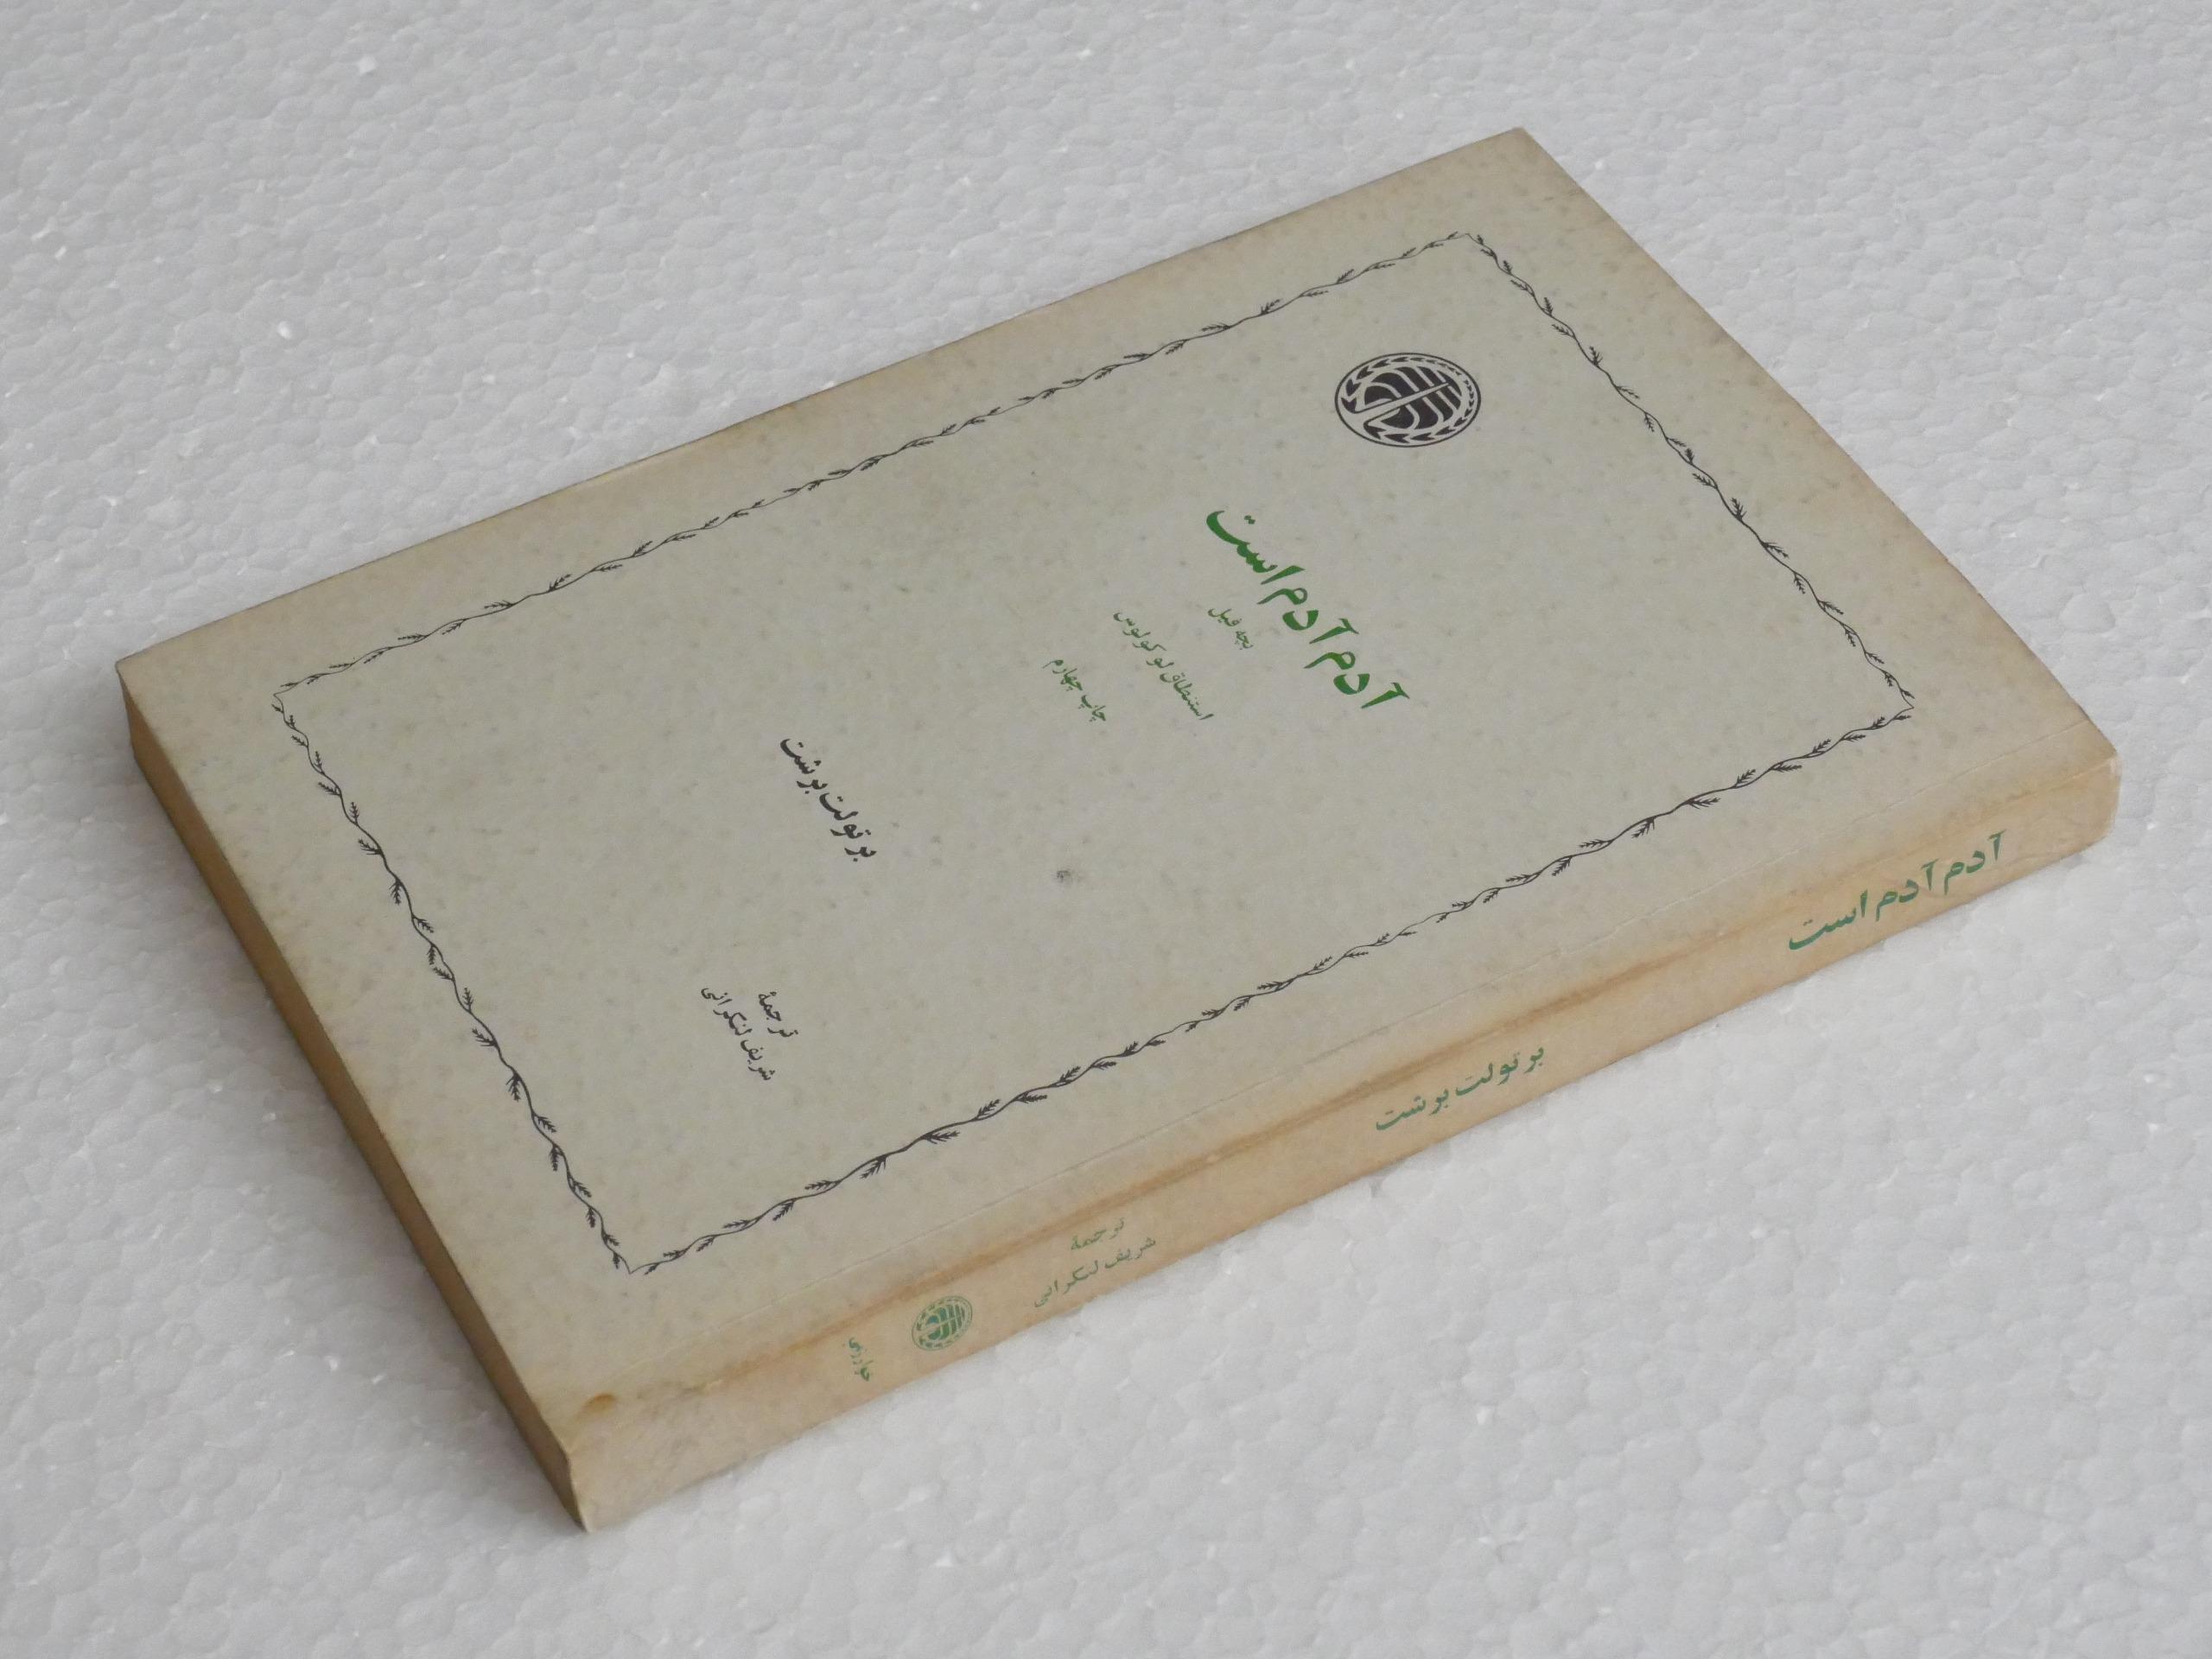 آدم آدم است
بچه فیل
استنطاق لوکولوس
چاپ چهارم
برتولت برشت
ترجمهٔ
شریف لنکرانی
آدم آدم است
برتولت برشت
ترجمهٔ
شریف لنکرانی
خوارزمی